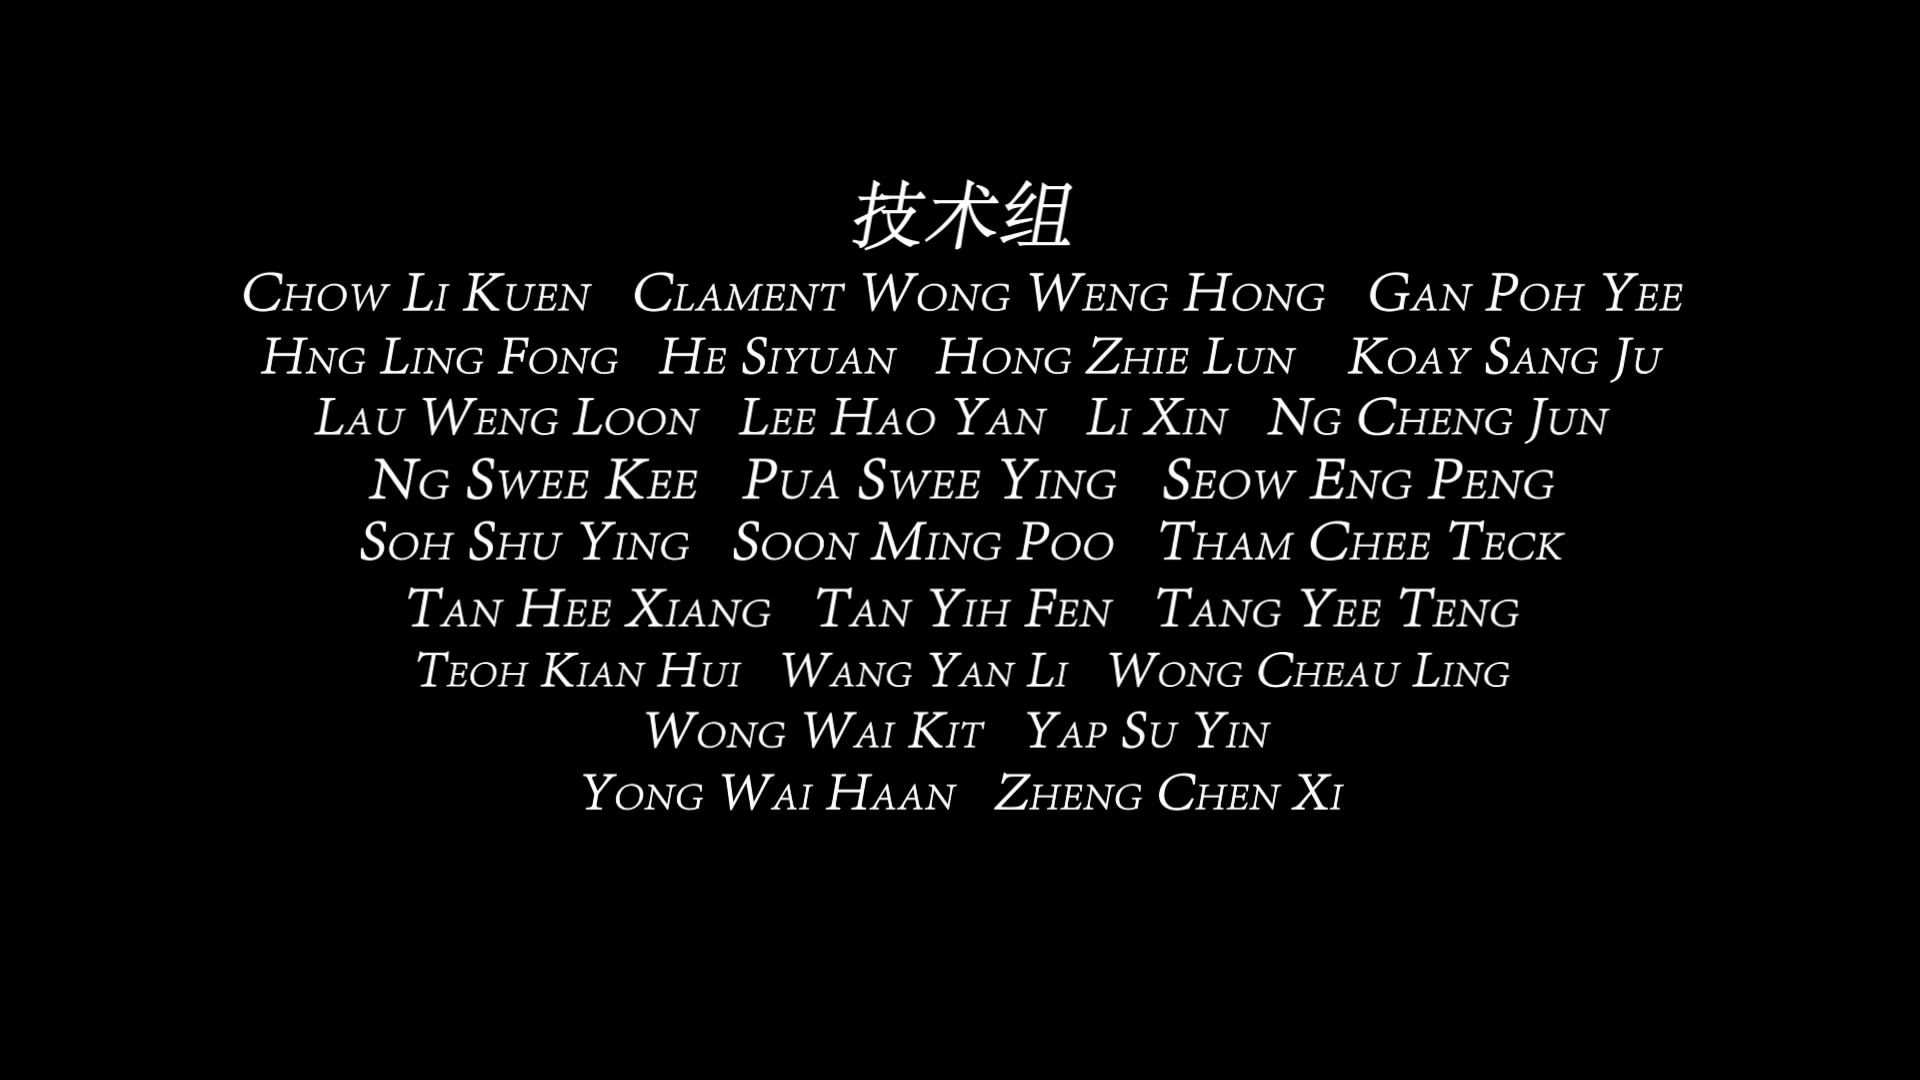 技术组
Chow Li Kuen Clament Wong Weng Hong Gan Poh Yee
Hng Ling Fong He Siyuan Hong Zhie Lun Koay Sang Ju
Lau Weng Loon Lee Hao Yan Li Xin Ng Cheng Jun
Ng Swee Kee Pua Swee Ying Seow Eng Peng
Soh Shu Ying Soon Ming Poo Tham Chee Teck
Tan Hee Xiang Tan Yih Fen Tang Yee Teng
Teoh Kian Hui Wang Yan Li Wong Cheau Ling
Wong Wai Kit Yap Su Yin
Yong Wai Haan Zheng Chen Xi